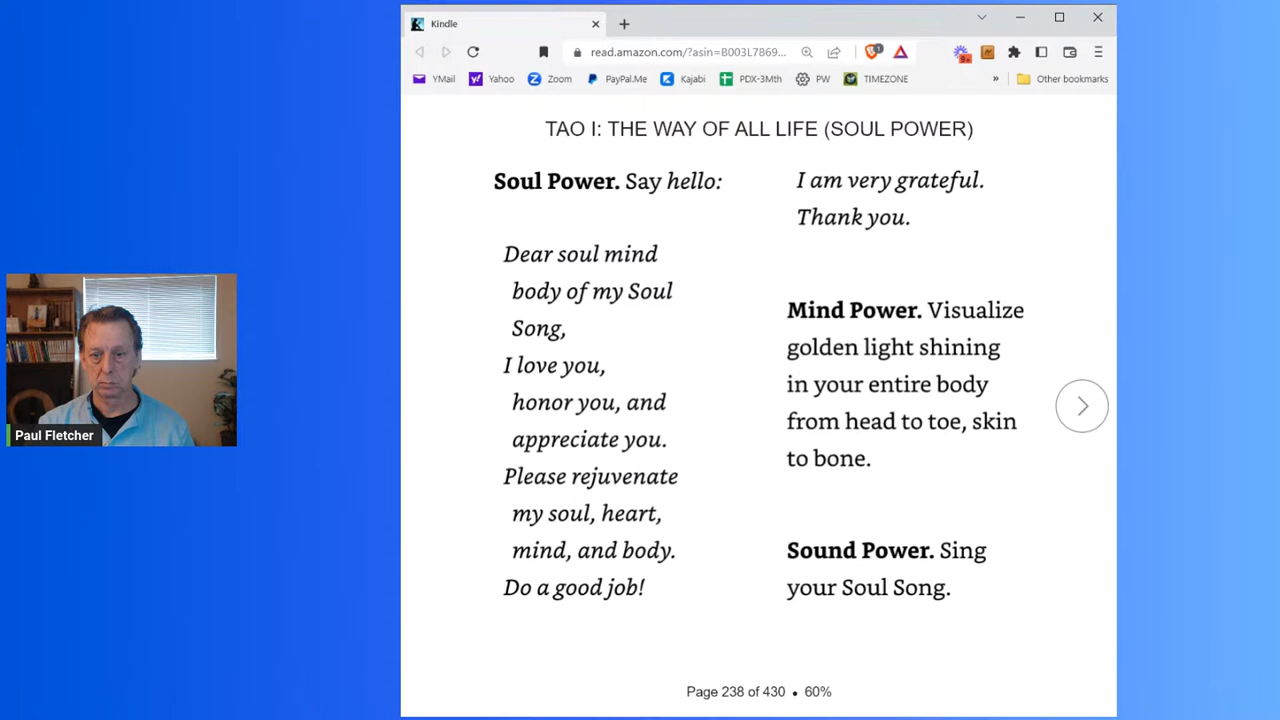 Kindle
read.amazon.com/?asin=B003L7869...
1
9+
YMail
Yahoo
Zoom
PayPal.Me
Kajabi
PDX-3Mth
PW
TIMEZONE
»
Other bookmarks
TAO I: THE WAY OF ALL LIFE (SOUL POWER)
Soul Power. Say hello:
Dear soul mind
body of my Soul
Song,
I love you,
honor you, and
appreciate you.
Please rejuvenate
my soul, heart,
mind, and body.
Do a good job!
I am very grateful.
Thank you.
Mind Power. Visualize
golden light shining
in your entire body
from head to toe, skin
to bone.
Sound Power. Sing
your Soul Song.
Page 238 of 430 • 60%
Paul Fletcher